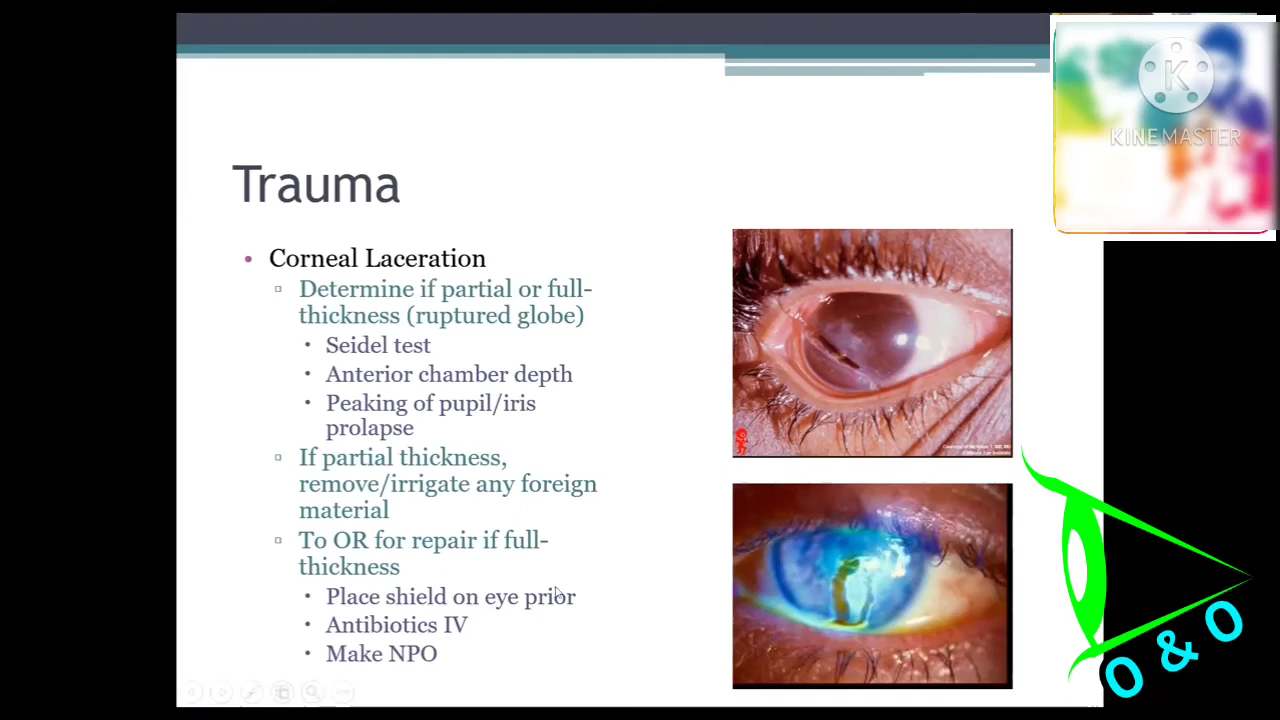 K
KINEMASTER
Trauma
• Corneal Laceration
▫ Determine if partial or full-
thickness (ruptured globe)
• Seidel test
• Anterior chamber depth
• Peaking of pupil/iris
prolapse
▫ If partial thickness,
remove/irrigate any foreign
material
▫ To OR for repair if full-
thickness
• Place shield on eye prior
• Antibiotics IV
• Make NPO
O & O